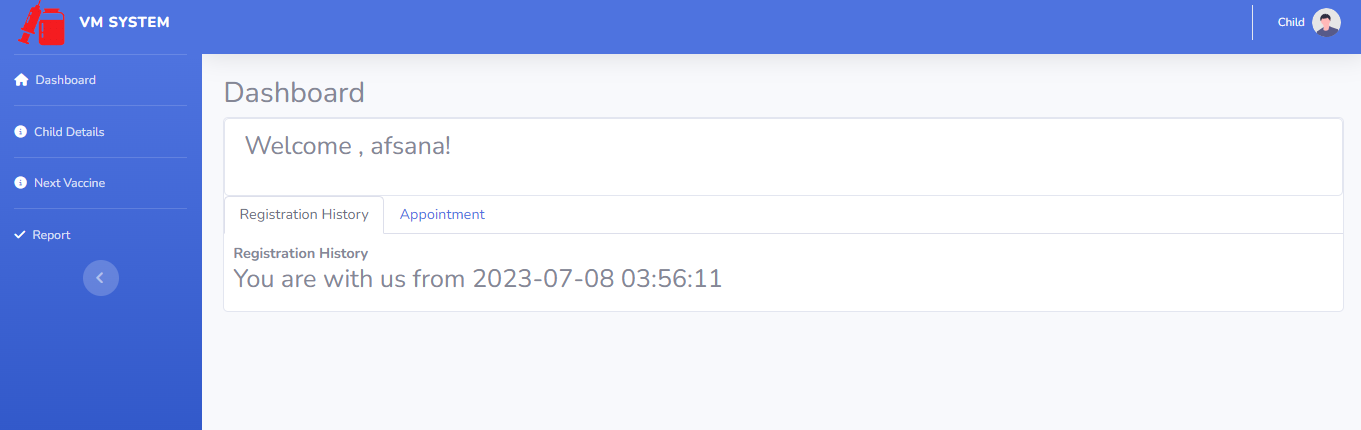 VM SYSTEM
Child
Dashboard
Child Details
Next Vaccine
Report
Dashboard
Welcome , afsana!
Registration History Appointment
Registration History
You are with us from 2023-07-08 03:56:11